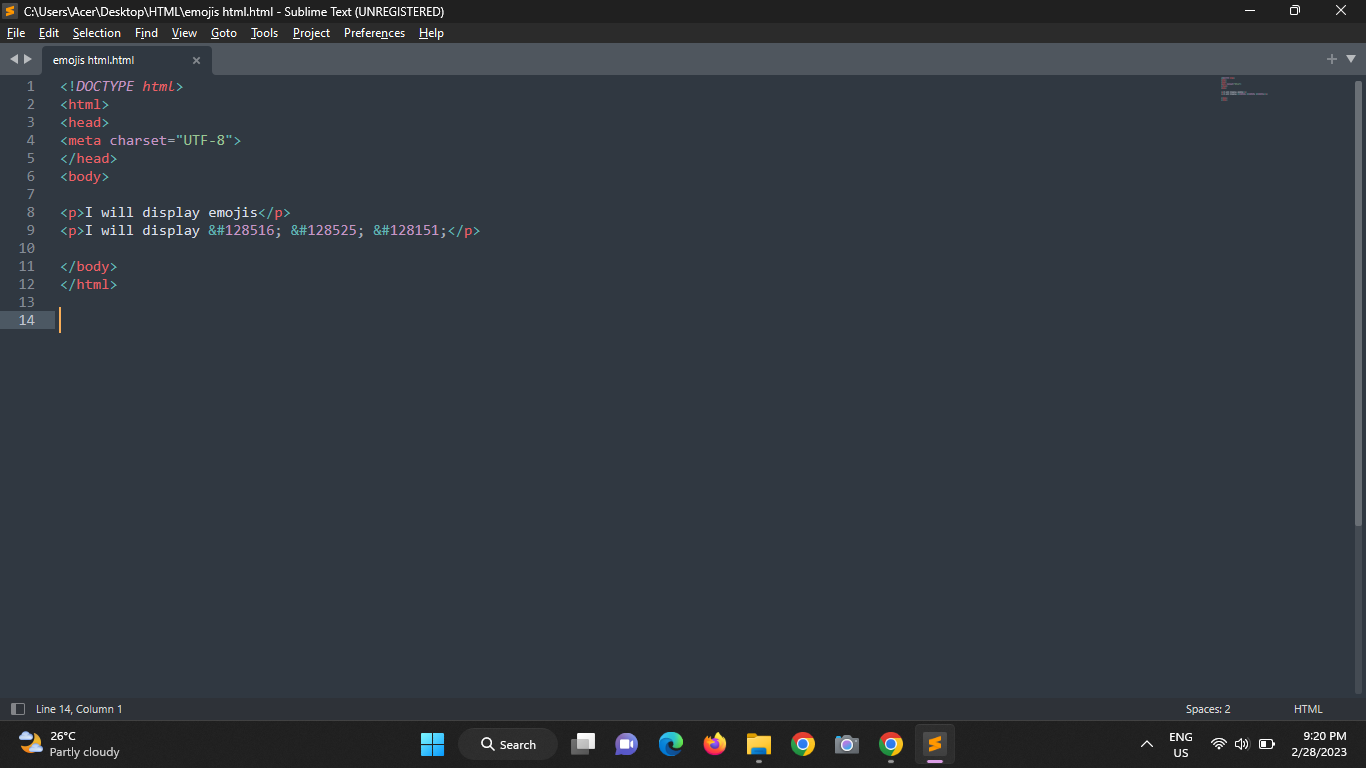 C:\Users\Acer\Desktop\HTML\emojis html.html - Sublime Text (UNREGISTERED)
File Edit Selection Find View Goto Tools Project Preferences Help
emojis html.html
1 <!DOCTYPE html>
2 <html>
3 <head>
4 <meta charset="UTF-8">
5 </head>
6 <body>
7
8 <p>I will display emojis</p>
9 <p>I will display &#128516; &#128525; &#128151;</p>
10
11 </body>
12 </html>
13
14
Line 14, Column 1 Spaces: 2 HTML
26°C
Partly cloudy
Search
ENG
US
9:20 PM
2/28/2023